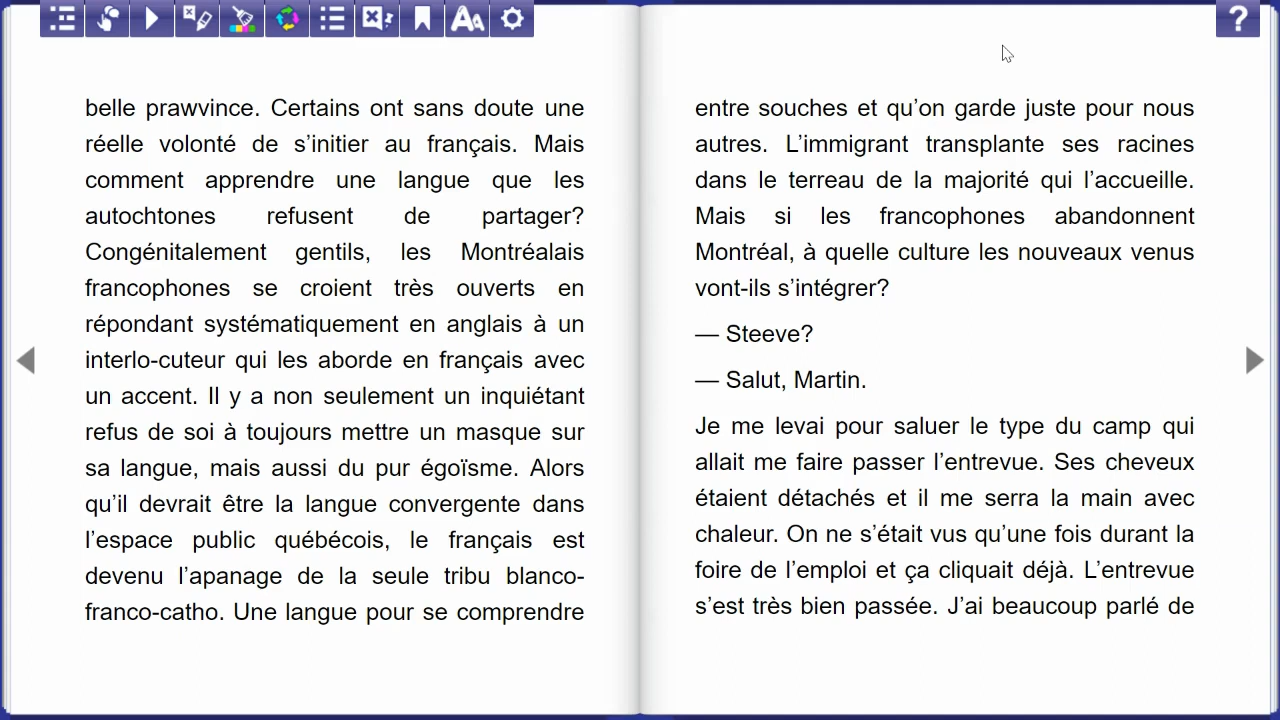 belle prawvince. Certains ont sans doute une
réelle volonté de s’initier au français. Mais
comment apprendre une langue que les
autochtones refusent de partager?
Congénitalement gentils, les Montréalais
francophones se croient très ouverts en
répondant systématiquement en anglais à un
interlo-cuteur qui les aborde en français avec
un accent. Il y a non seulement un inquiétant
refus de soi à toujours mettre un masque sur
sa langue, mais aussi du pur égoïsme. Alors
qu’il devrait être la langue convergente dans
l’espace public québécois, le français est
devenu l’apanage de la seule tribu blanco-
franco-catho. Une langue pour se comprendre
entre souches et qu’on garde juste pour nous
autres. L’immigrant transplante ses racines
dans le terreau de la majorité qui l’accueille.
Mais si les francophones abandonnent
Montréal, à quelle culture les nouveaux venus
vont-ils s’intégrer?
— Steeve?
— Salut, Martin.
Je me levai pour saluer le type du camp qui
allait me faire passer l’entrevue. Ses cheveux
étaient détachés et il me serra la main avec
chaleur. On ne s’était vus qu’une fois durant la
foire de l’emploi et ça cliquait déjà. L’entrevue
s’est très bien passée. J’ai beaucoup parlé de